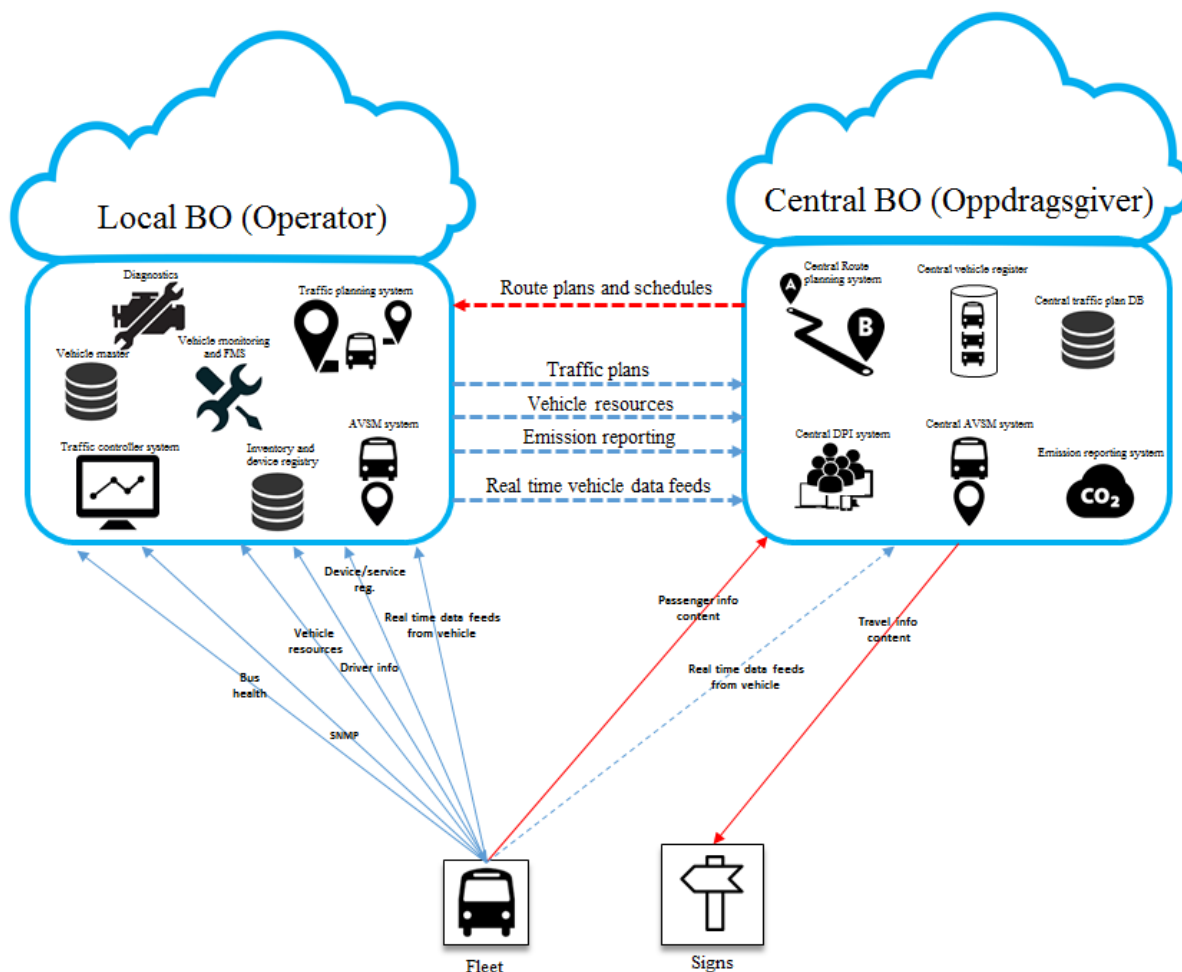 Local BO (Operator)
Central BO (Oppdragsgiver)
Diagnostics
Traffic planning system
Vehicle master
Vehicle monitoring
and FMS
Traffic controller system
Inventory and
device registry
AVSM system
Route plans and schedules
Traffic plans
Vehicle resources
Emission reporting
Real time vehicle data feeds
Central Route
planning system
A
B
Central vehicle register
Central traffic plan DB
Central DPI system
Central AVSM system
Emission reporting system
CO2
Device/service
reg.
Real time data feeds
from vehicle
Vehicle
resources
Driver info
Bus
health
SNMP
Passenger info
content
Travel info
content
Real time data feeds
from vehicle
Fleet
Signs